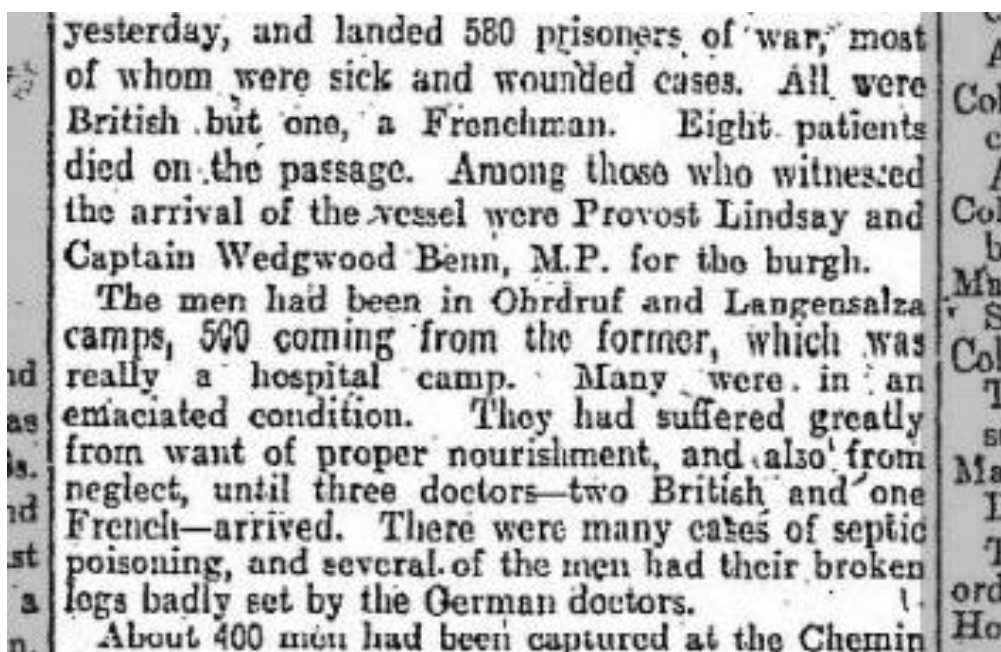 yesterday, and landed 580 prisoners of war, most
of whom were sick and wounded cases. All were
British but one, a Frenchman. Eight patients
died on the passage. Among those who witnessed
the arrival of the vessel were Provost Lindsay and
Captain Wedgwood Benn, M.P. for the burgh.
The men had been in Ohrdruf and Langensalza
camps, 500 coming from the former, which was
really a hospital camp. Many were in an
emaciated condition. They had suffered greatly
from want of proper nourishment, and also from
neglect, until three doctors—two British and one
French—arrived. There were many cases of septic
poisoning, and several of the men had their broken
legs badly set by the German doctors.
About 400 men had been captured at the Chemin